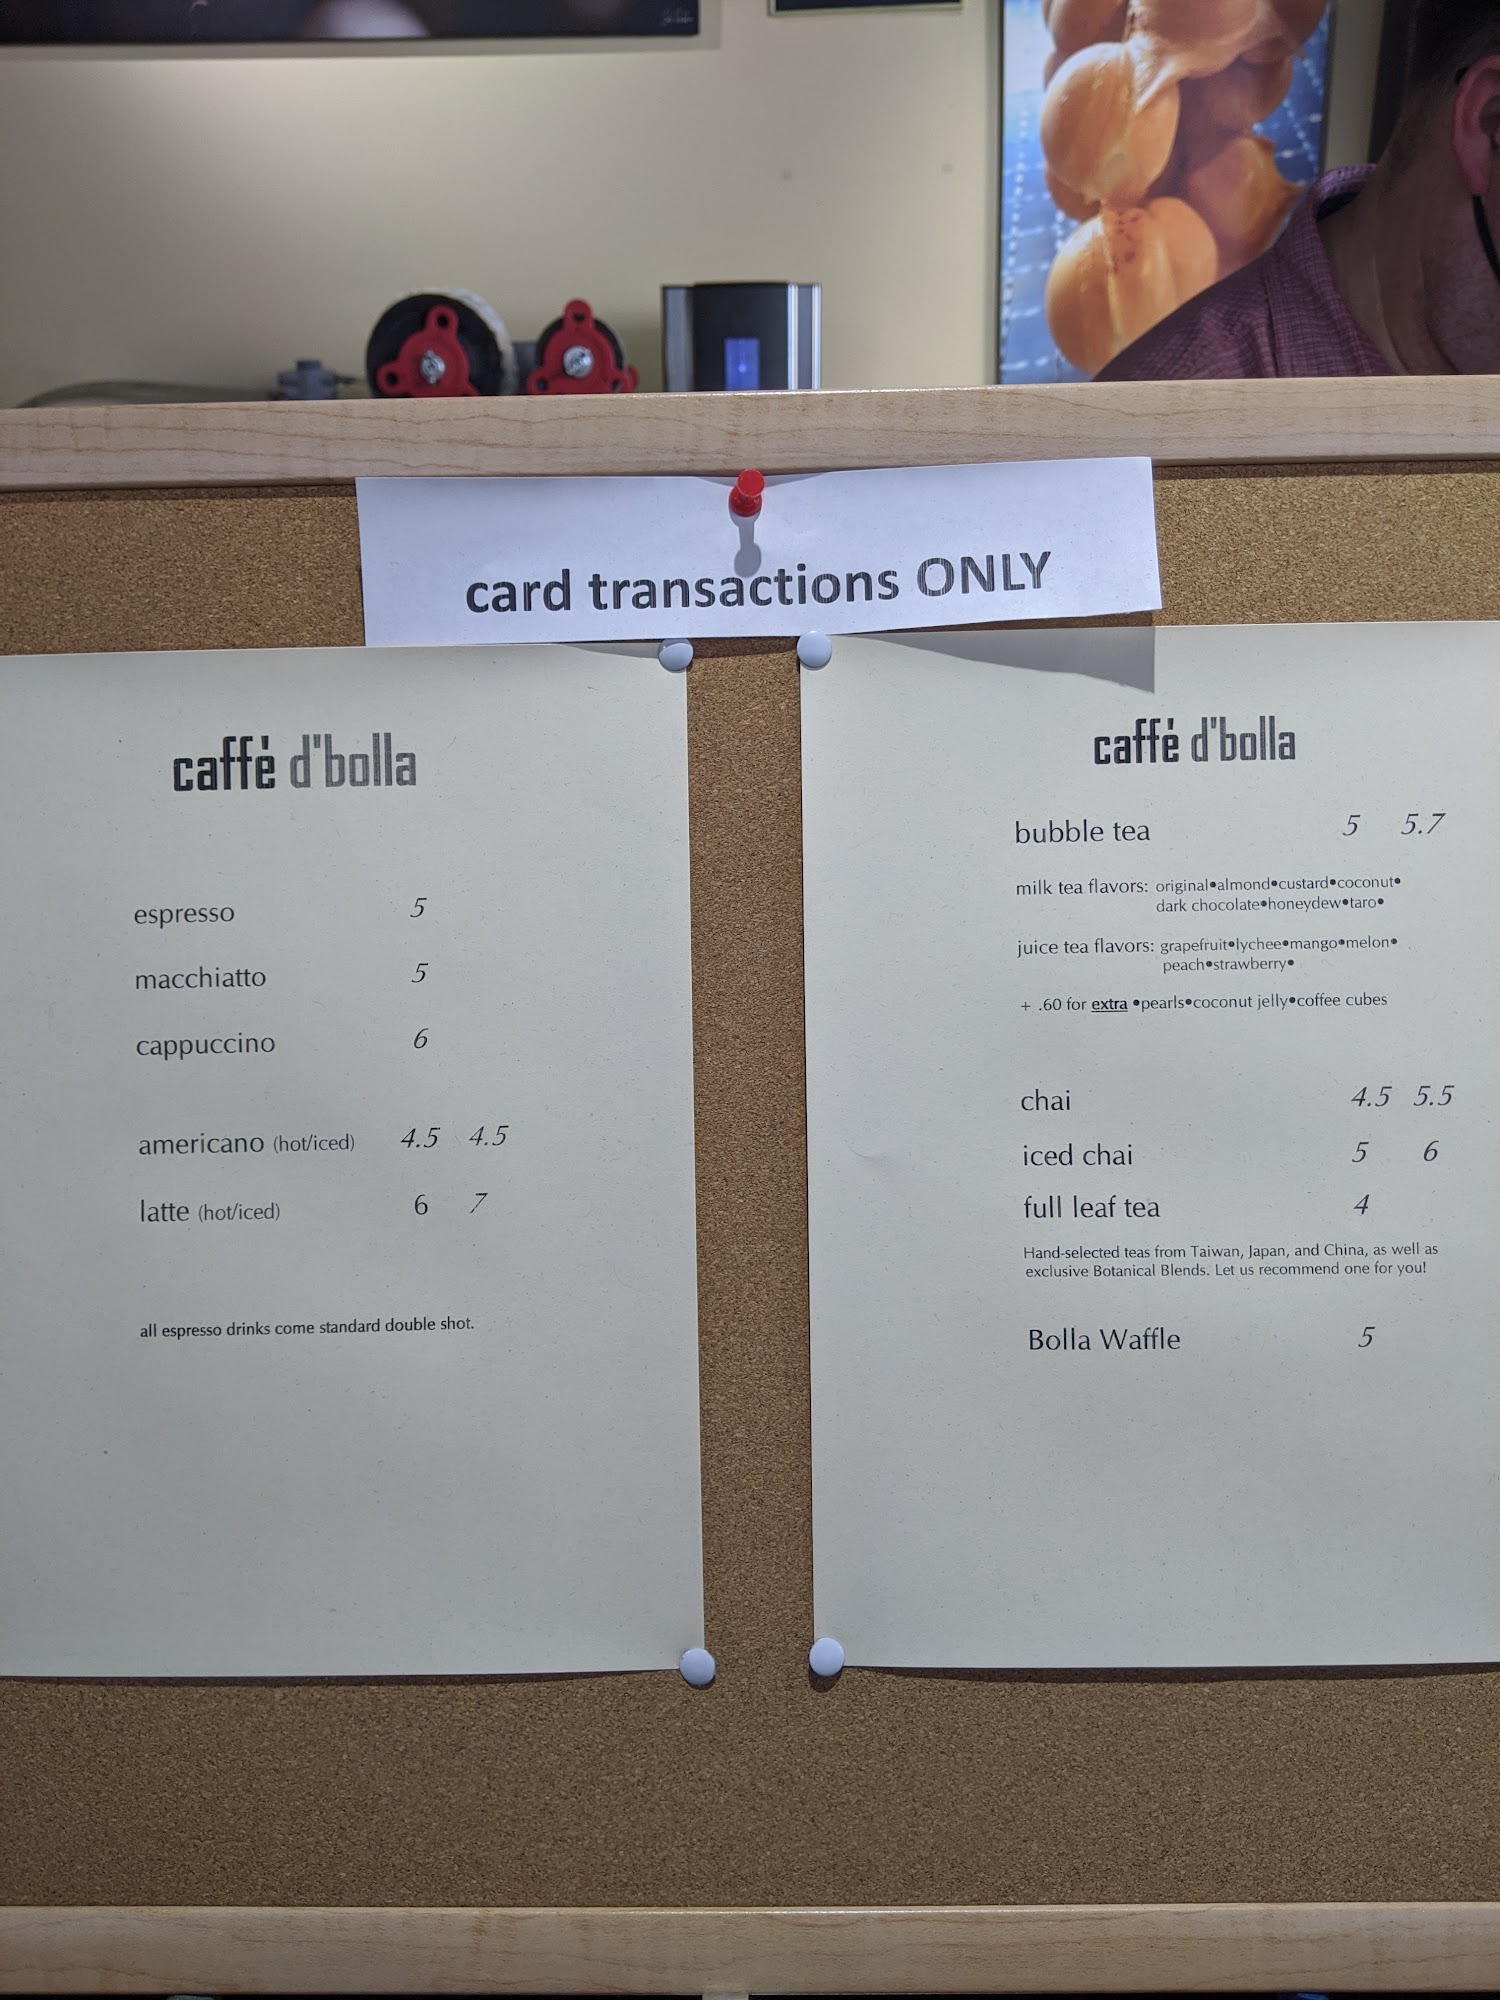 card transactions ONLY
caffé d'bolla
espresso 5
macchiatto 5
cappuccino 6
americano (hot/iced) 4.5 4.5
latte (hot/iced) 6 7
all espresso drinks come standard double shot.
caffé d'bolla
bubble tea 5 5.7
milk tea flavors: original•almond•custard•coconut•
dark chocolate•honeydew•taro•
juice tea flavors: grapefruit•lychee•mango•melon•
peach•strawberry•
+ .60 for extra •pearls•coconut jelly•coffee cubes
chai 4.5 5.5
iced chai 5 6
full leaf tea 4
Hand-selected teas from Taiwan, Japan, and China, as well as
exclusive Botanical Blends. Let us recommend one for you!
Bolla Waffle 5